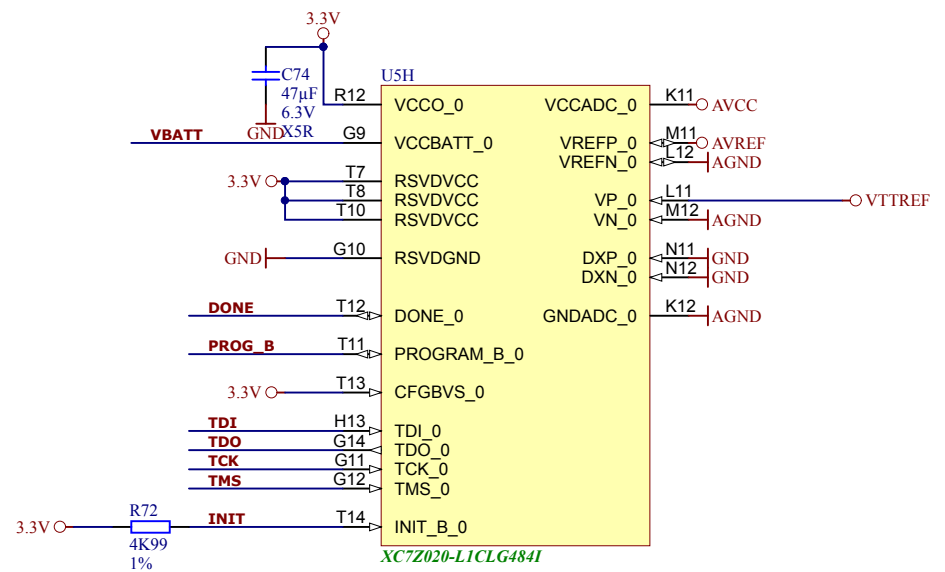 3.3V
C74
47µF
6.3V
X5R
GND
U5H
R12 VCCO_0 VCCADC_0 K11 AVCC
VBATT G9 VCCBATT_0 VREFP_0 M11 AVREF
VREFN_0 L12 AGND
3.3V T7 RSVDVCC
T8 RSVDVCC VP_0 L11 VTTREF
T10 RSVDVCC VN_0 M12 AGND
GND G10 RSVDGND DXP_0 N11 GND
DXN_0 N12 GND
DONE T12 DONE_0 GNDADC_0 K12 AGND
PROG_B T11 PROGRAM_B_0
3.3V T13 CFGBVS_0
TDI H13 TDI_0
TDO G14 TDO_0
TCK G11 TCK_0
TMS G12 TMS_0
3.3V R72 INIT T14 INIT_B_0
4K99
1%
XC7Z020-L1CLG484I